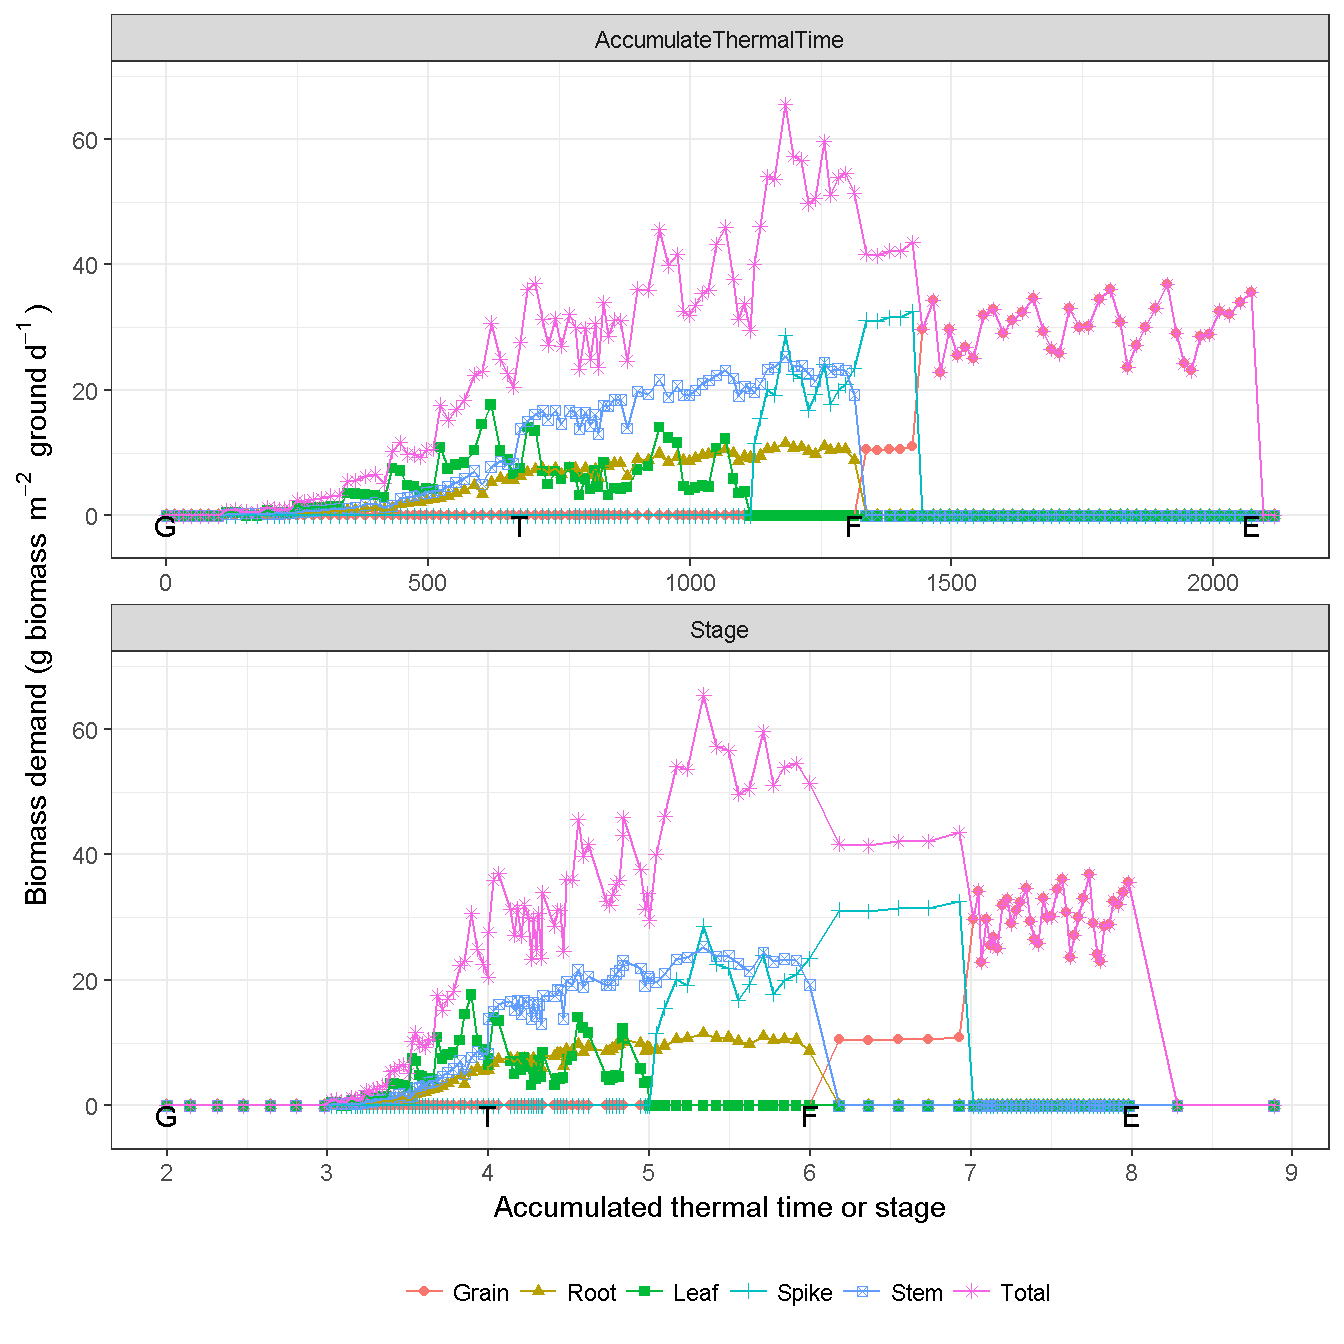 AccumulateThermalTime
60
40
20
0
G T F E
0 500 1000 1500 2000
Stage
60
40
20
0
G T F E
2 3 4 5 6 7 8 9
Biomass demand (g biomass m⁻² ground d⁻¹)
Accumulated thermal time or stage
Grain Root Leaf Spike Stem Total